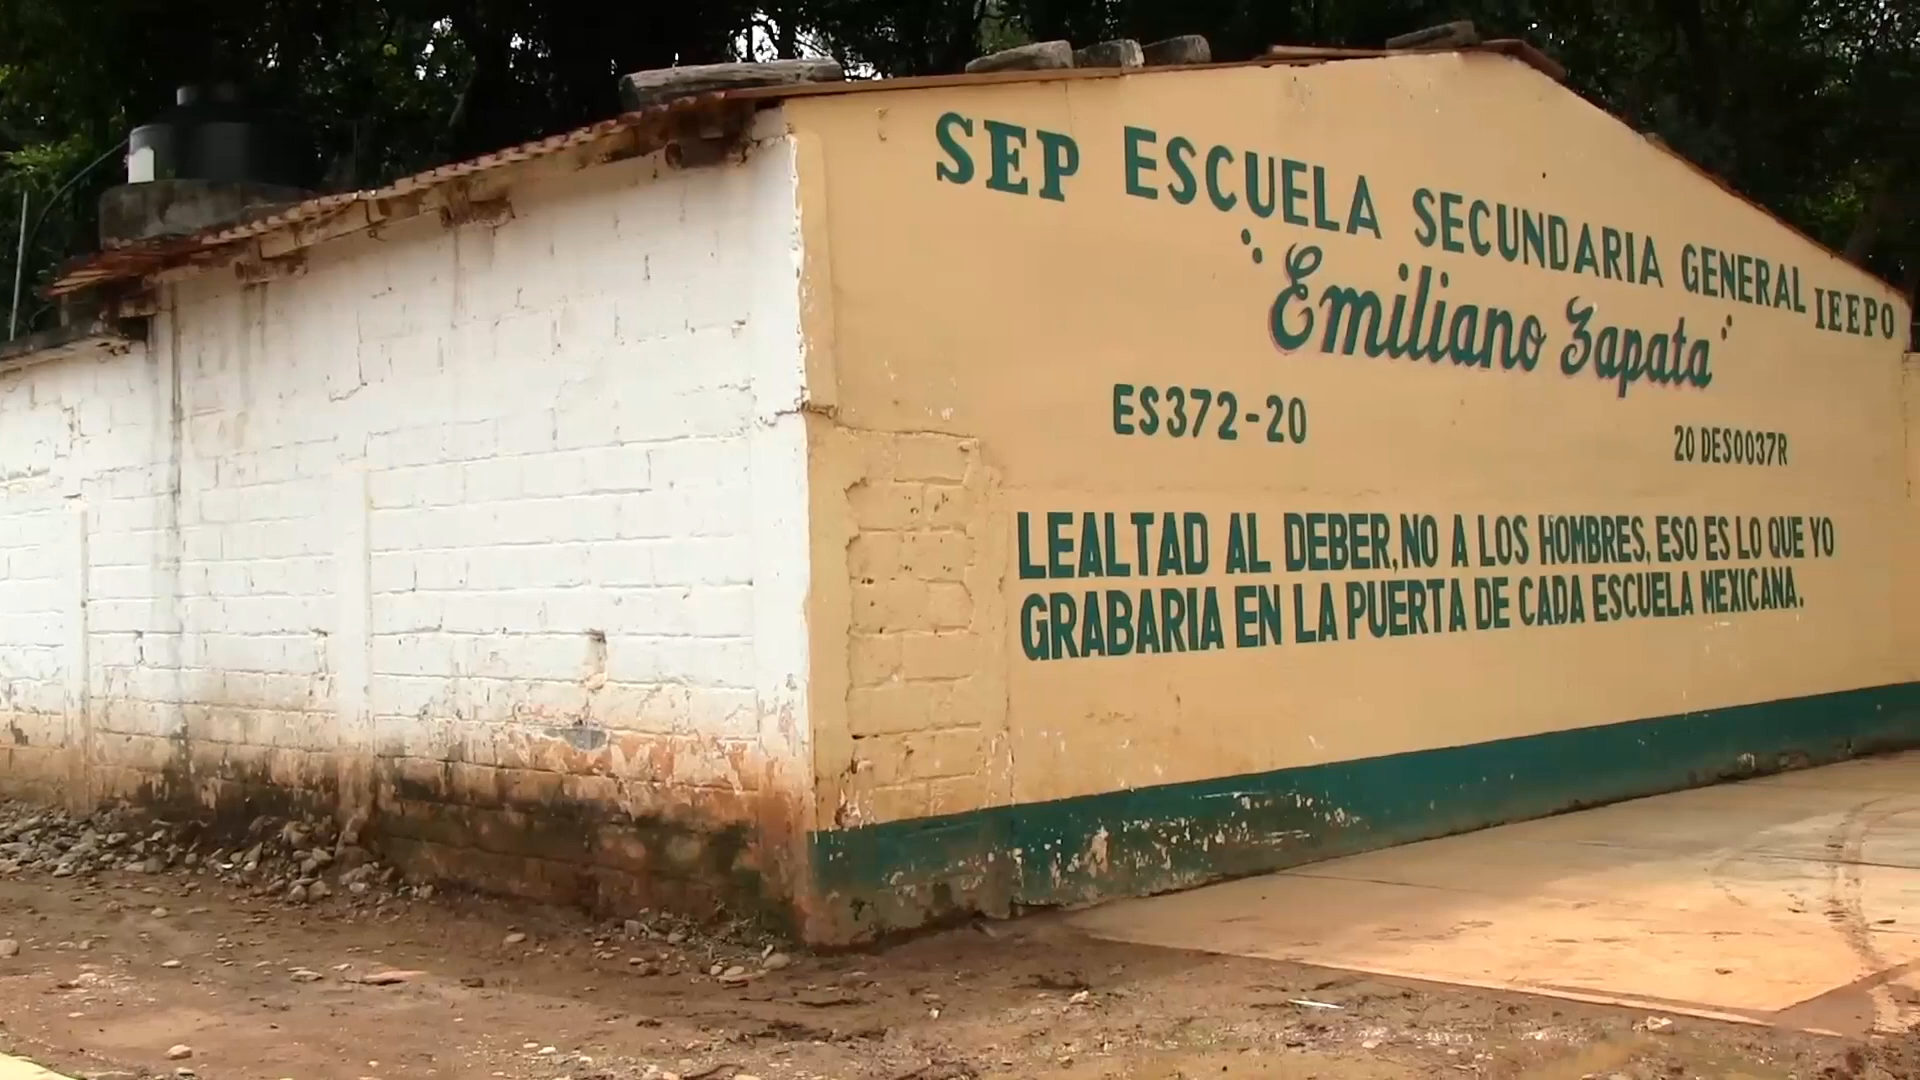 SEP ESCUELA SECUNDARIA GENERAL IEEPO
"Emiliano Zapata"
ES372-20 20 DES0037R
LEALTAD AL DEBER, NO A LOS HOMBRES, ESO ES LO QUE YO
GRABARIA EN LA PUERTA DE CADA ESCUELA MEXICANA.